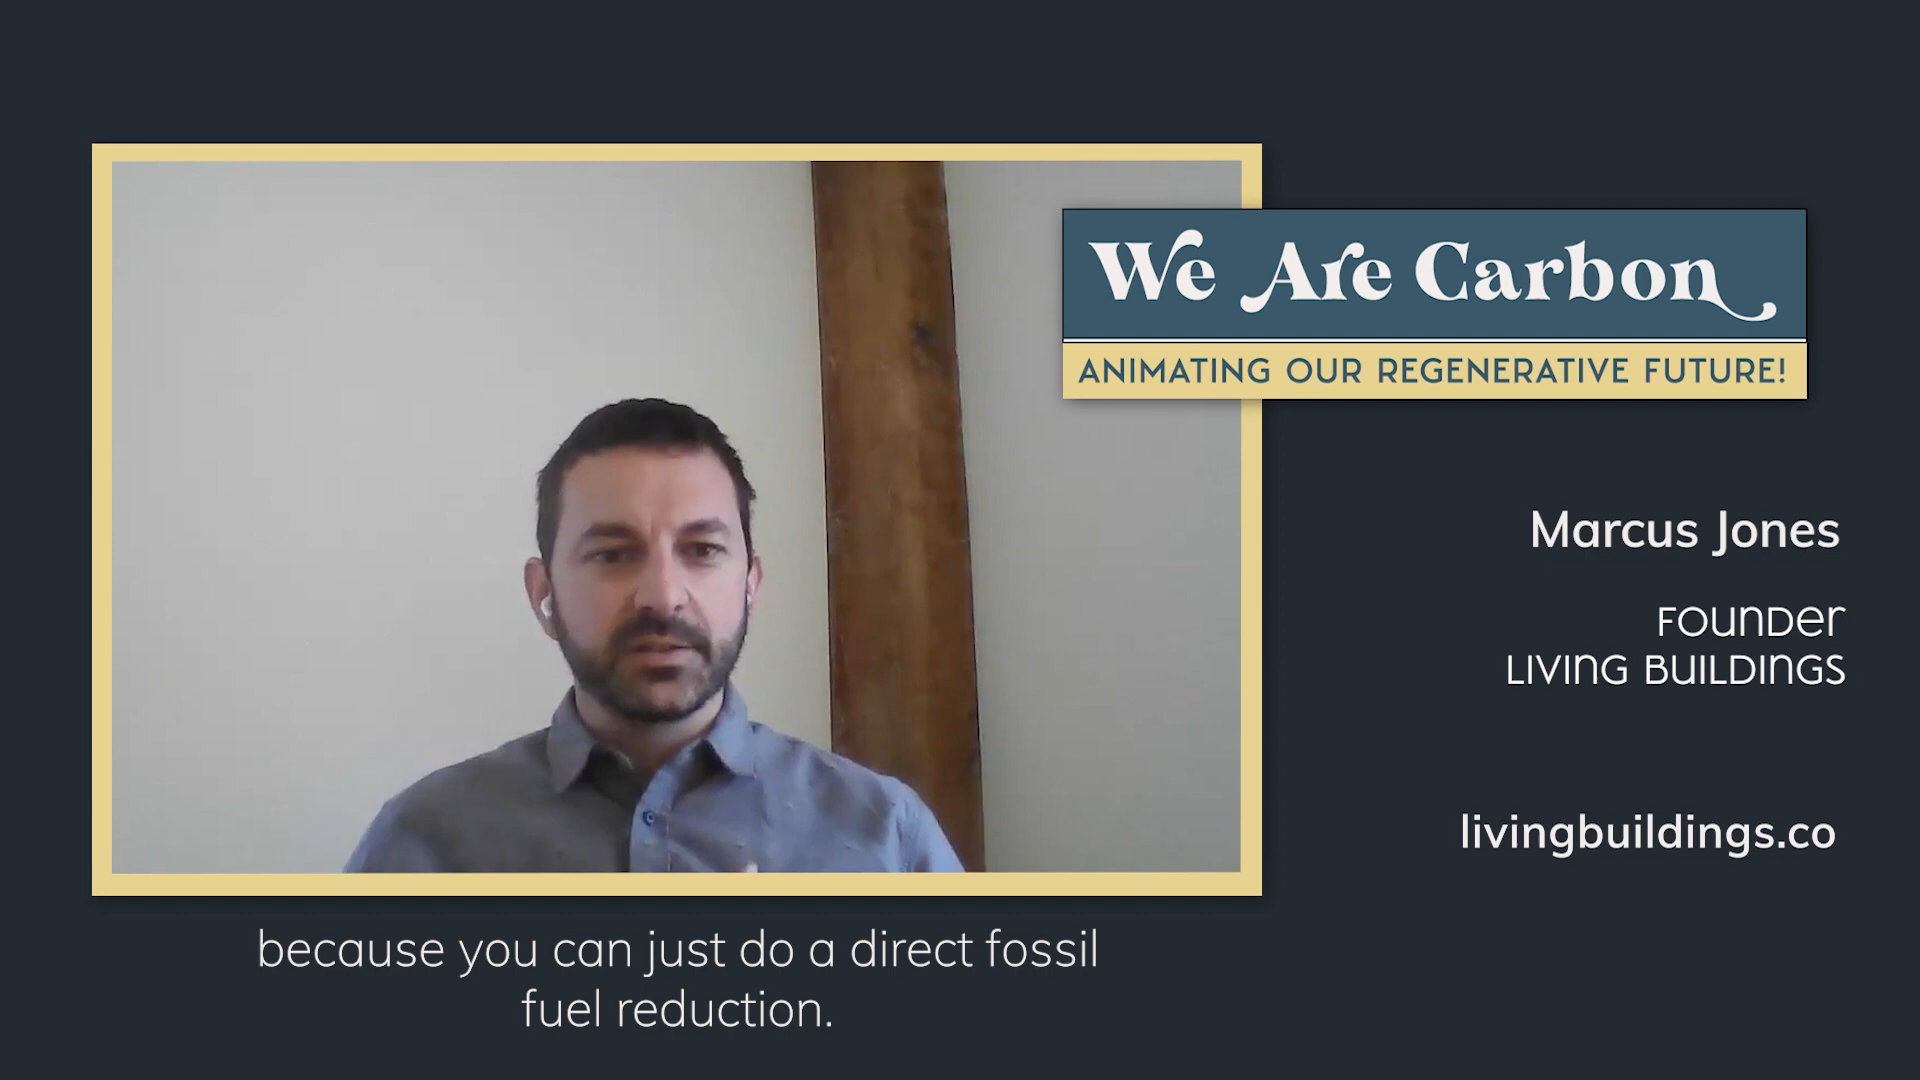 We Are Carbon
ANIMATING OUR REGENERATIVE FUTURE!
Marcus Jones
FOUNDER
LIVING BUILDINGS
livingbuildings.co
because you can just do a direct fossil
fuel reduction.